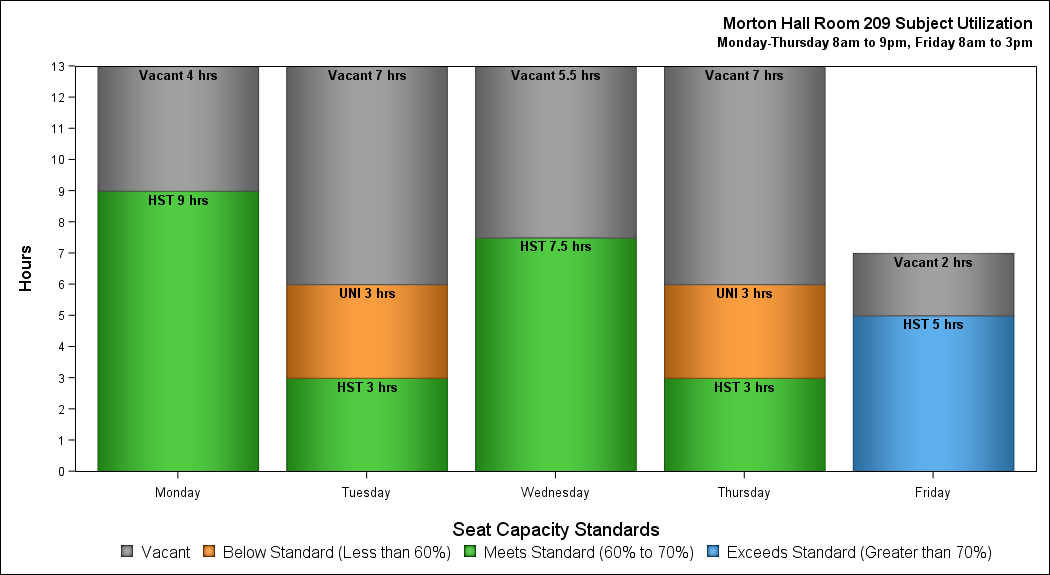 Morton Hall Room 209 Subject Utilization
Monday-Thursday 8am to 9pm, Friday 8am to 3pm
Hours
13
12
11
10
9
8
7
6
5
4
3
2
1
0
Vacant 4 hrs
HST 9 hrs
Vacant 7 hrs
UNI 3 hrs
HST 3 hrs
Vacant 5.5 hrs
HST 7.5 hrs
Vacant 7 hrs
UNI 3 hrs
HST 3 hrs
Vacant 2 hrs
HST 5 hrs
Monday Tuesday Wednesday Thursday Friday
Seat Capacity Standards
Vacant Below Standard (Less than 60%) Meets Standard (60% to 70%) Exceeds Standard (Greater than 70%)